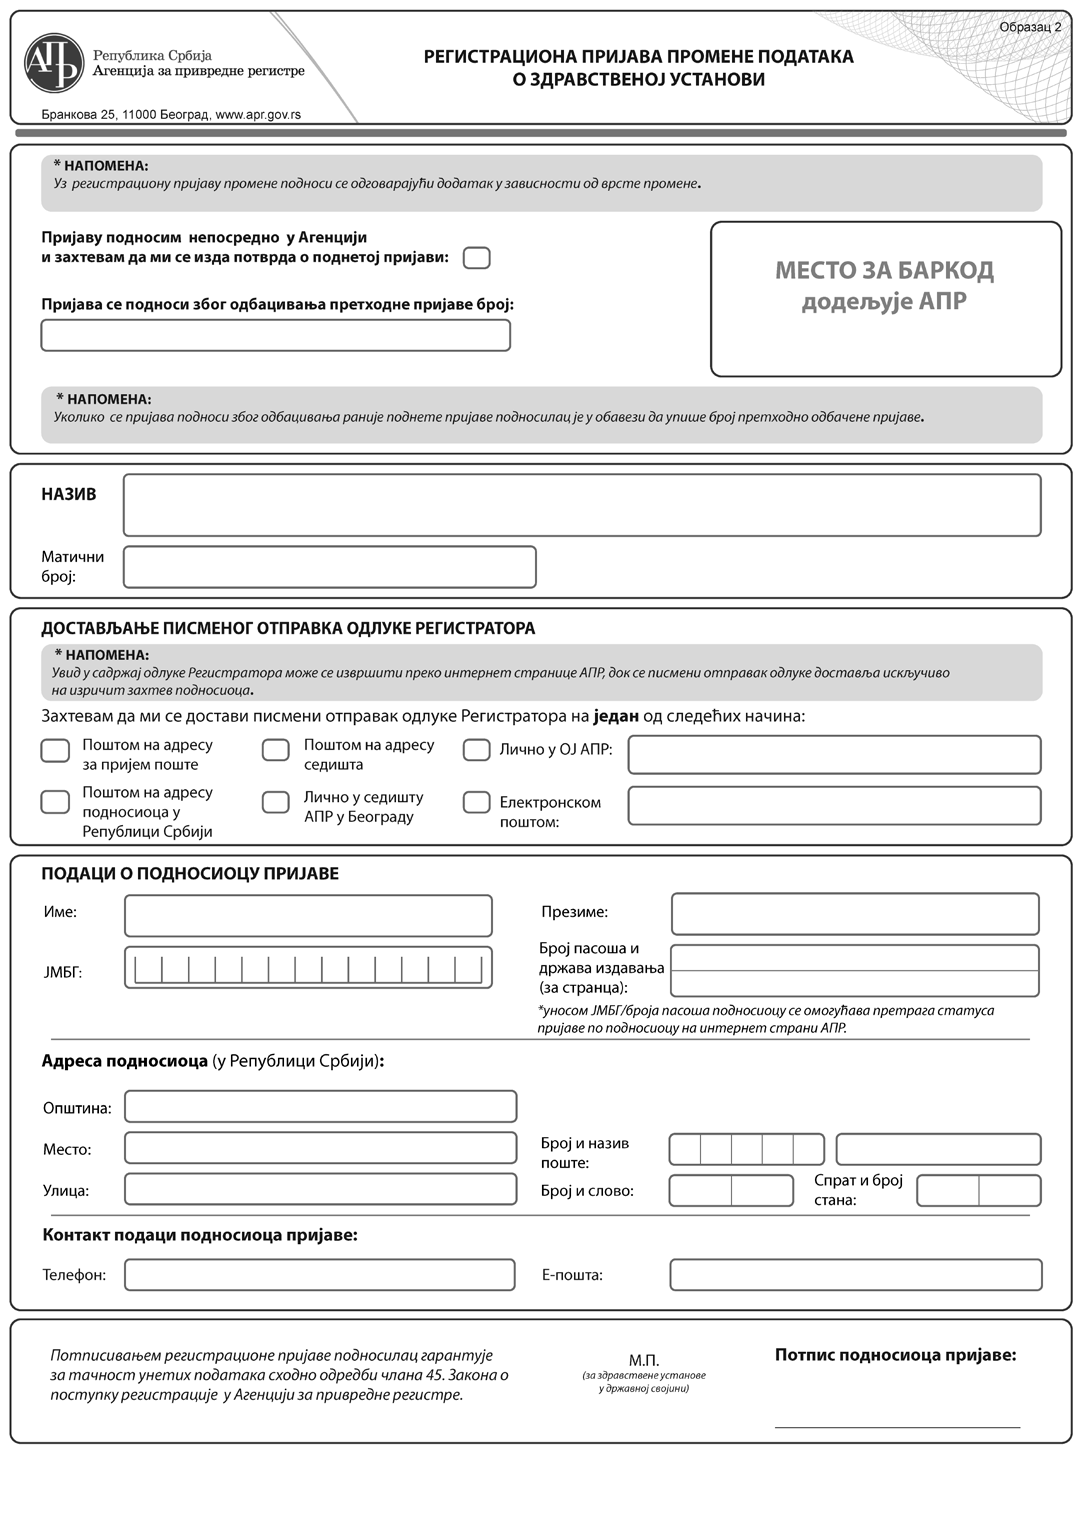 Образац 2
АПР
Република Србија
Агенција за привредне регистре
Бранкова 25, 11000 Београд, www.apr.gov.rs
РЕГИСТРАЦИОНА ПРИЈАВА ПРОМЕНЕ ПОДАТАКА
О ЗДРАВСТВЕНОЈ УСТАНОВИ
* НАПОМЕНА:
Уз регистрациону пријаву промене подноси се одговарајући додатак у зависности од врсте промене.
Пријаву подносим непосредно у Агенцији
и захтевам да ми се изда потврда о поднетој пријави:
МЕСТО ЗА БАРКОД
додељује АПР
Пријава се подноси због одбацивања претходне пријаве број:
* НАПОМЕНА:
Уколико се пријава подноси због одбацивања раније поднете пријаве подносилац је у обавези да упише број претходно одбачене пријаве.
НАЗИВ
Матични
број:
ДОСТАВЉАЊЕ ПИСМЕНОГ ОТПРАВКА ОДЛУКЕ РЕГИСТРАТОРА
* НАПОМЕНА:
Увид у садржај одлуке Регистратора може се извршити преко интернет странице АПР, док се писмени отправак одлуке доставља искључиво
на изричит захтев подносиоца.
Захтевам да ми се достави писмени отправак одлуке Регистратора на један од следећих начина:
Поштом на адресу
за пријем поште
Поштом на адресу
седишта
Лично у ОЈ АПР:
Поштом на адресу
подносиоца у
Републици Србији
Лично у седишту
АПР у Београду
Електронском
поштом:
ПОДАЦИ О ПОДНОСИОЦУ ПРИЈАВЕ
Име:
Презиме:
ЈМБГ:
Број пасоша и
држава издавања
(за странца):
*уносом ЈМБГ/броја пасоша подносиоцу се омогућава претрага статуса
пријаве по подносиоцу на интернет страни АПР.
Адреса подносиоца (у Републици Србији):
Општина:
Место:
Број и назив
поште:
Улица:
Број и слово:
Спрат и број
стана:
Контакт подаци подносиоца пријаве:
Телефон:
Е-пошта:
Потписивањем регистрационе пријаве подносилац гарантује
за тачност унетих података сходно одредби члана 45. Закона о
поступку регистрације у Агенцији за привредне регистре.
М.П.
(за здравствене установе
у државној својини)
Потпис подносиоца пријаве: